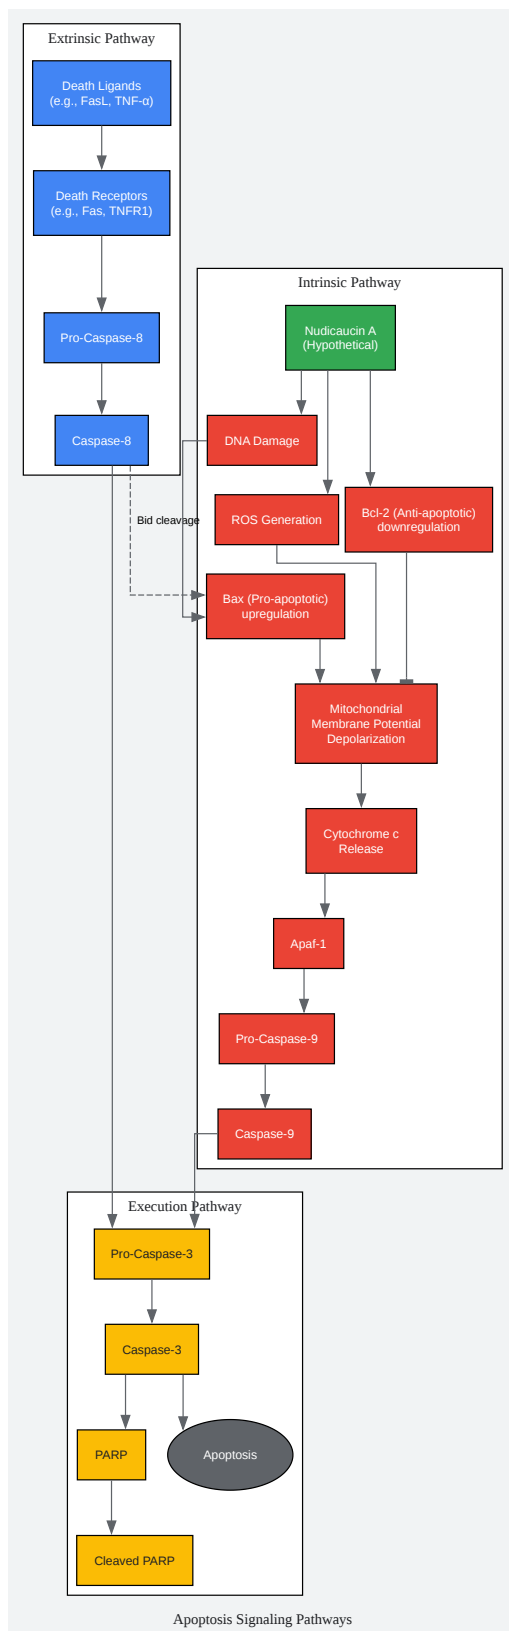 Extrinsic Pathway
Death Ligands
(e.g., FasL, TNF-α)
Death Receptors
(e.g., Fas, TNFR1)
Pro-Caspase-8
Caspase-8
Bid cleavage
Intrinsic Pathway
Nudicaucin A
(Hypothetical)
DNA Damage
ROS Generation
Bcl-2 (Anti-apoptotic)
downregulation
Bax (Pro-apoptotic)
upregulation
Mitochondrial
Membrane Potential
Depolarization
Cytochrome c
Release
Apaf-1
Pro-Caspase-9
Caspase-9
Execution Pathway
Pro-Caspase-3
Caspase-3
PARP
Apoptosis
Cleaved PARP
Apoptosis Signaling Pathways